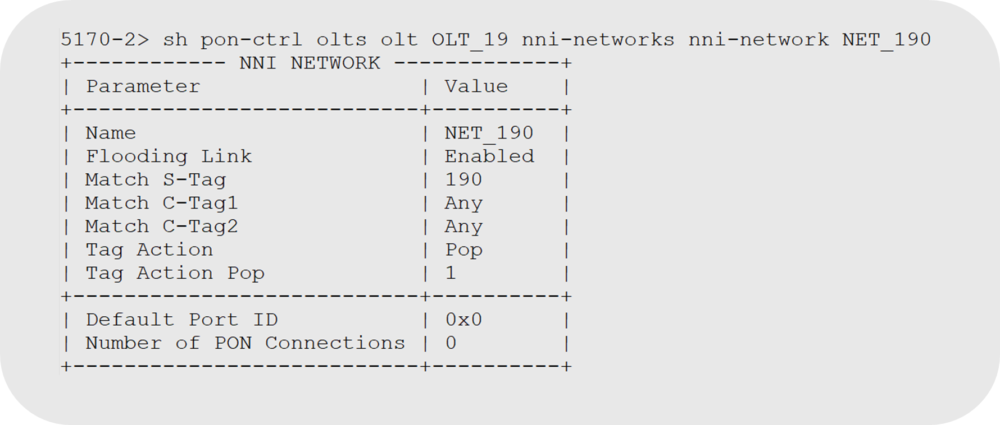 5170-2> sh pon-ctrl olts olt OLT_19 nni-networks nni-network NET_190
+------------ NNI NETWORK -------------+
| Parameter                 | Value    |
+---------------------------+----------+
| Name                      | NET_190  |
| Flooding Link             | Enabled  |
| Match S-Tag               | 190      |
| Match C-Tag1              | Any      |
| Match C-Tag2              | Any      |
| Tag Action                | Pop      |
| Tag Action Pop            | 1        |
+---------------------------+----------+
| Default Port ID           | 0x0      |
| Number of PON Connections | 0        |
+---------------------------+----------+